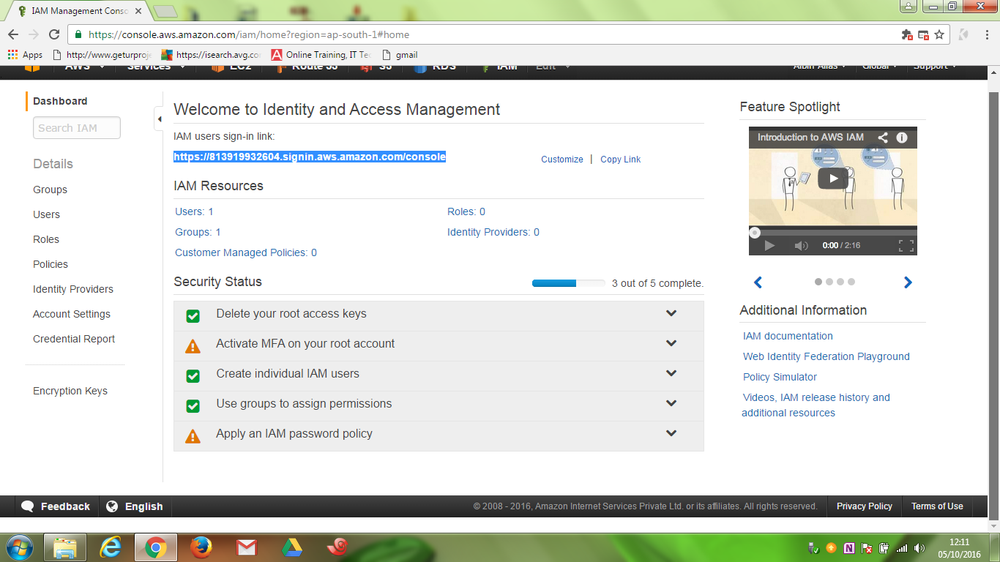 IAM Management Conso
https://console.aws.amazon.com/iam/home?region=ap-south-1#home
Apps http://www.geturproje https://isearch.avg.co Online Training, IT Tec gmail
AWS Services EC2 Route 53 S3 RDS IAM Edit Albin Alias Global Support
Dashboard
Search IAM
Details
Groups
Users
Roles
Policies
Identity Providers
Account Settings
Credential Report
Encryption Keys
Welcome to Identity and Access Management
IAM users sign-in link:
https://813919932604.signin.aws.amazon.com/console
Customize | Copy Link
IAM Resources
Users: 1 Roles: 0
Groups: 1 Identity Providers: 0
Customer Managed Policies: 0
Security Status 3 out of 5 complete.
Delete your root access keys
Activate MFA on your root account
Create individual IAM users
Use groups to assign permissions
Apply an IAM password policy
Feature Spotlight
Introduction to AWS IAM
0:00 / 2:16
Additional Information
IAM documentation
Web Identity Federation Playground
Policy Simulator
Videos, IAM release history and
additional resources
Feedback English © 2008 - 2016, Amazon Internet Services Private Ltd. or its affiliates. All rights reserved. Privacy Policy Terms of Use
12:11
05/10/2016